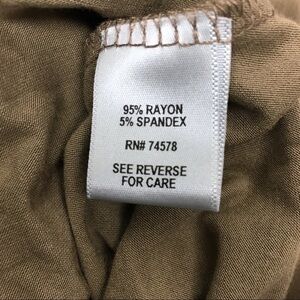 95% RAYON
5% SPANDEX
RN# 74578
SEE REVERSE
FOR CARE